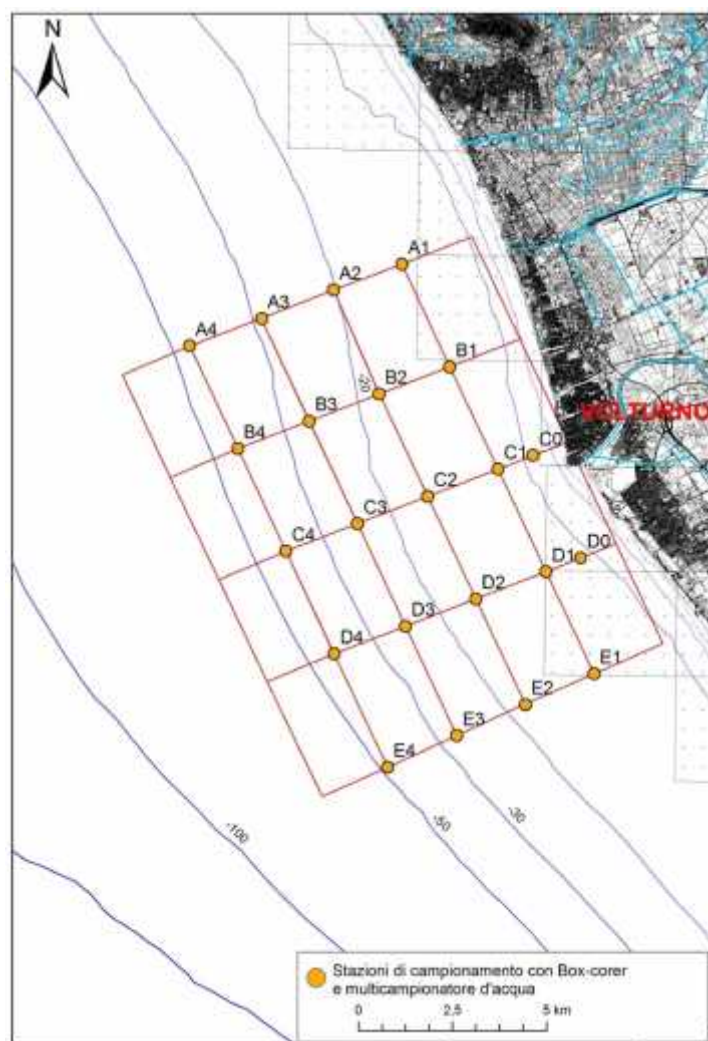 N
A1
A2
A3
A4
B1
-20
B2
B3
B4
VOLTURNO
C0
C1
C2
C3
C4
D0
D1
D2
D3
D4
E1
E2
E3
E4
-30
-50
-100
Stazioni di campionamento con Box-corer
e multicampionatore d'acqua
0 2,5 5 km